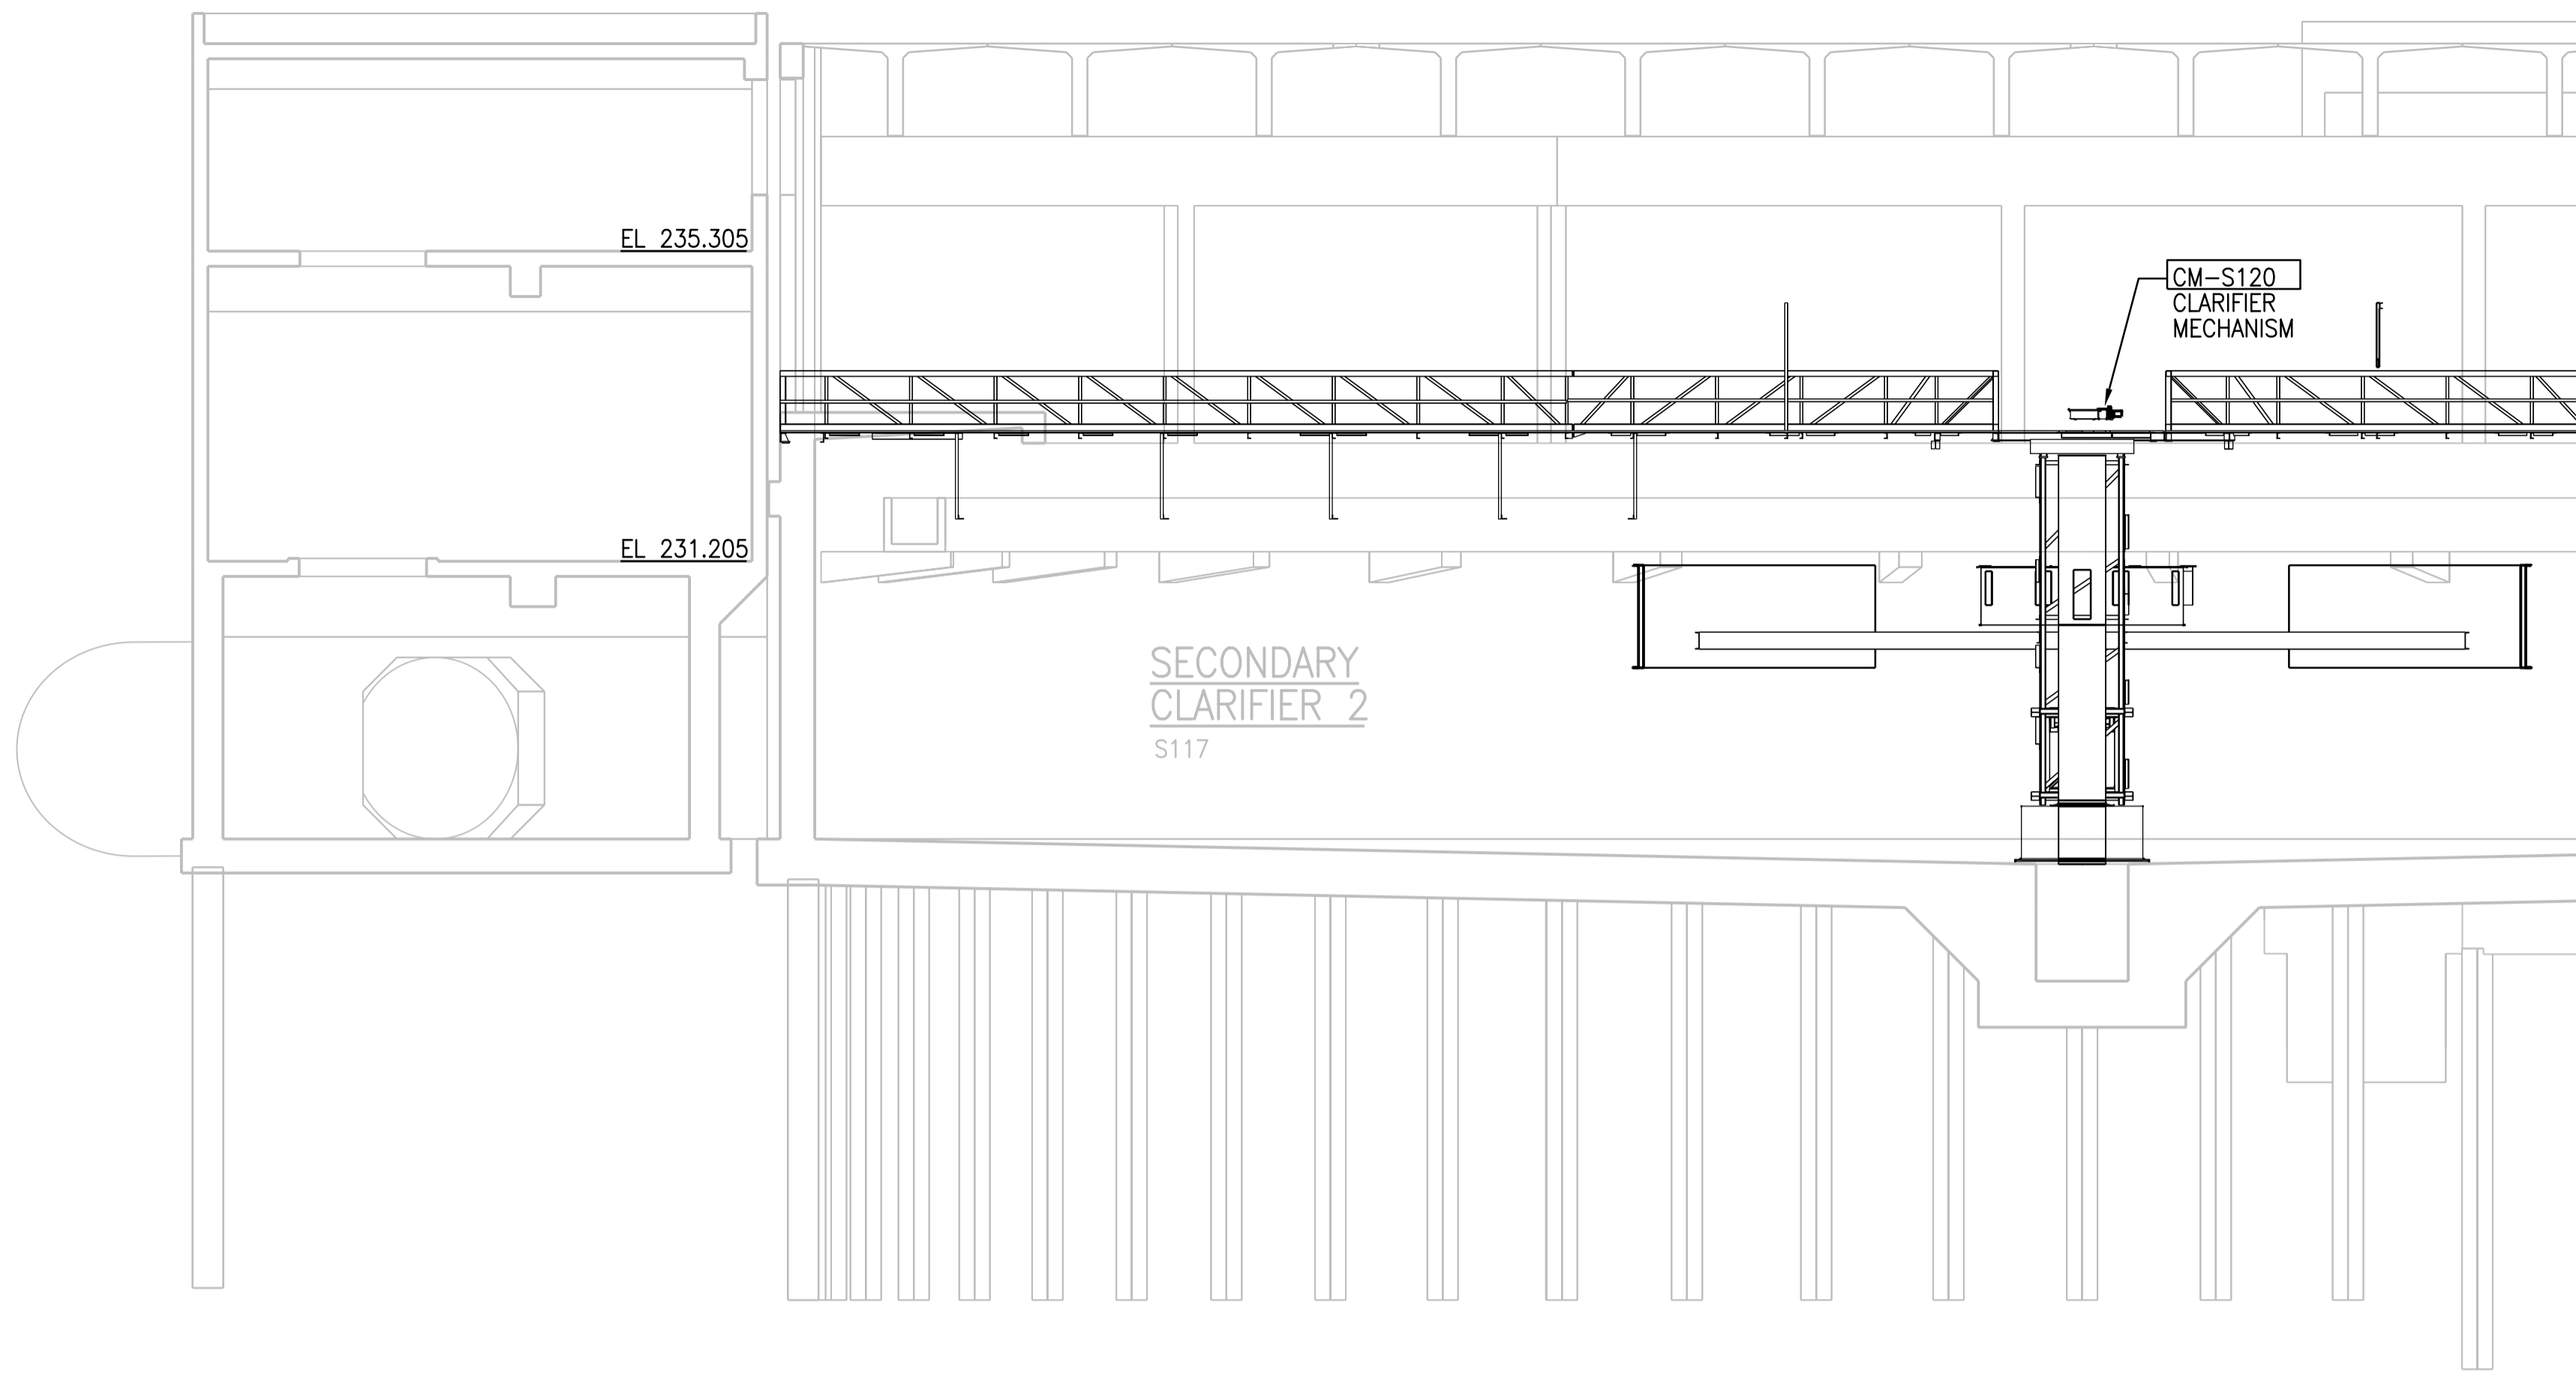 EL 235.305
CM-S120
CLARIFIER
MECHANISM
EL 231.205
SECONDARY
CLARIFIER 2
S117